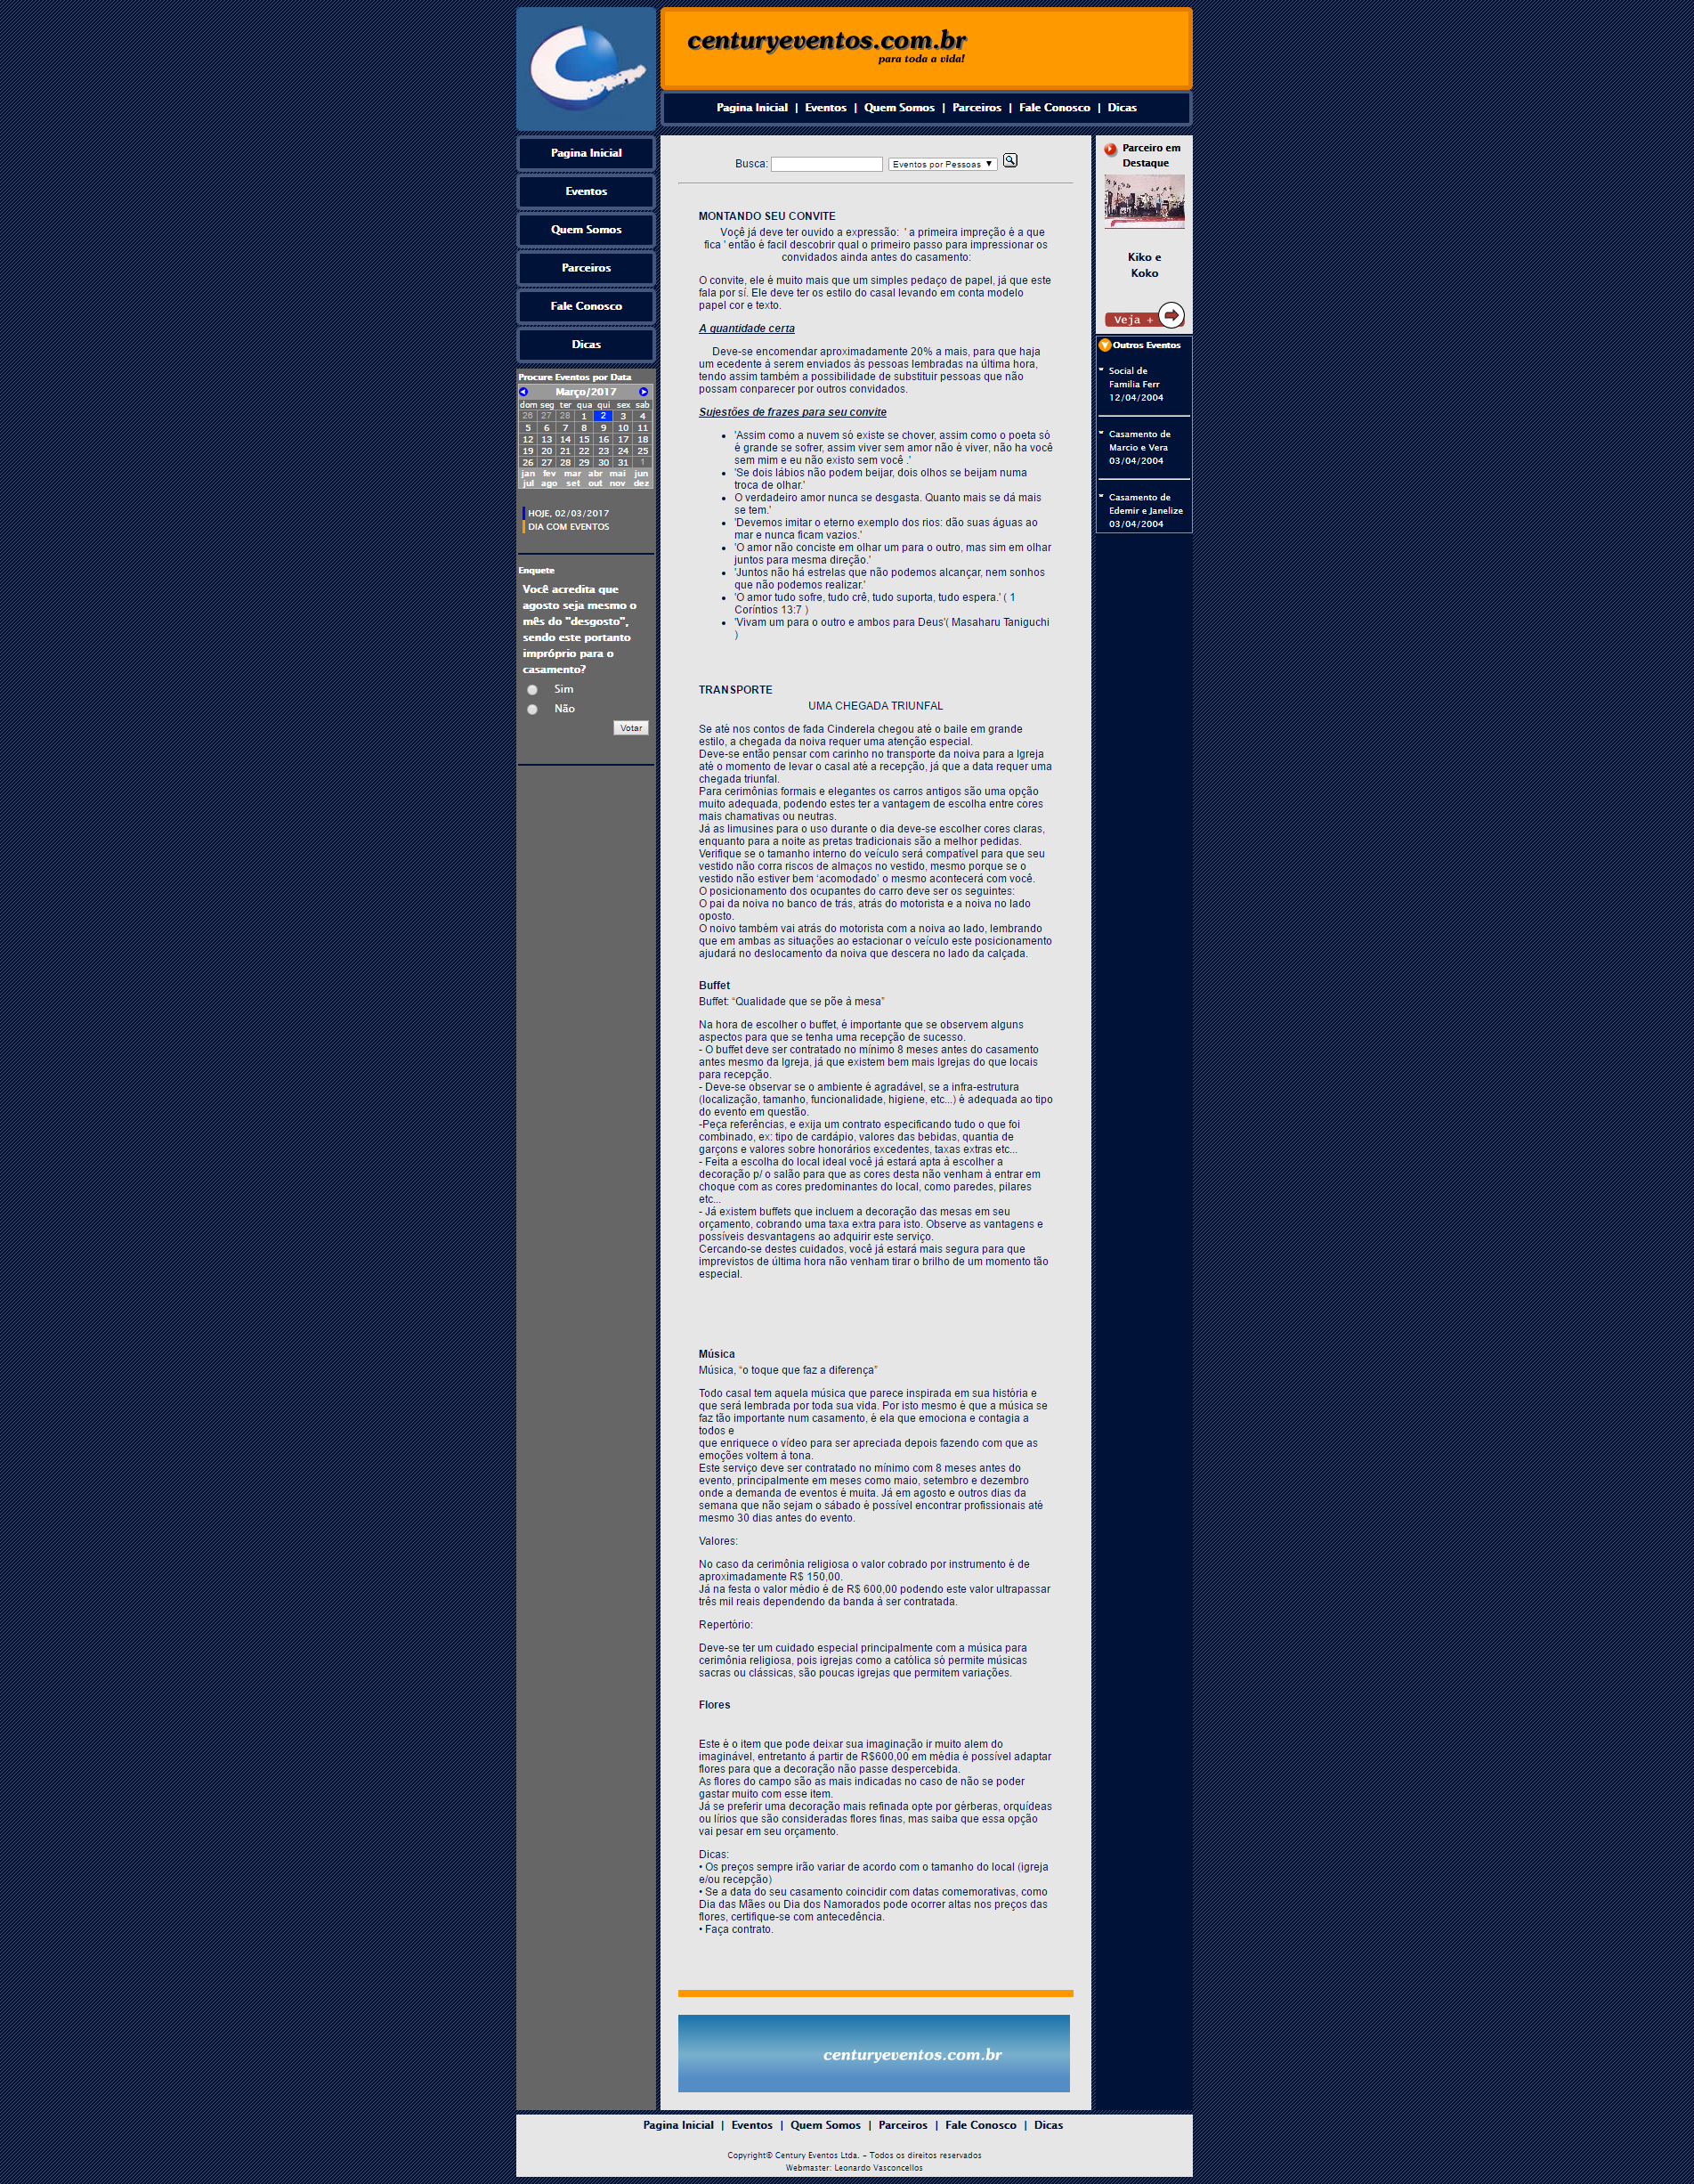 centuryeventos.com.br
para toda a vida!
Pagina Inicial | Eventos | Quem Somos | Parceiros | Fale Conosco | Dicas
Pagina Inicial
Eventos
Quem Somos
Parceiros
Fale Conosco
Dicas
Procure Eventos por Data
Março/2017
dom seg ter qua qui sex sab
26 27 28 1 2 3 4
5 6 7 8 9 10 11
12 13 14 15 16 17 18
19 20 21 22 23 24 25
26 27 28 29 30 31 1
jan fev mar abr mai jun
jul ago set out nov dez
HOJE, 02/03/2017
DIA COM EVENTOS
Enquete
Você acredita que
agosto seja mesmo o
mês do "desgosto",
sendo este portanto
impróprio para o
casamento?
Sim
Não
Votar
Busca: Eventos por Pessoas
MONTANDO SEU CONVITE
Voçê já deve ter ouvido a expressão: ' a primeira impreção é a que
fica ' então é facil descobrir qual o primeiro passo para impressionar os
convidados ainda antes do casamento:
O convite, ele é muito mais que um simples pedaço de papel, já que este
fala por sí. Ele deve ter os estilo do casal levando em conta modelo
papel cor e texto.
A quantidade certa
Deve-se encomendar aproximadamente 20% a mais, para que haja
um ecedente á serem enviados às pessoas lembradas na última hora,
tendo assim também a possibilidade de substituir pessoas que não
possam conparecer por outros convidados.
Sujestões de frazes para seu convite
• 'Assim como a nuvem só existe se chover, assim como o poeta só
é grande se sofrer, assim viver sem amor não é viver, não ha você
sem mim e eu não existo sem você .'
• 'Se dois lábios não podem beijar, dois olhos se beijam numa
troca de olhar.'
• O verdadeiro amor nunca se desgasta. Quanto mais se dá mais
se tem.'
• 'Devemos imitar o eterno exemplo dos rios: dão suas águas ao
mar e nunca ficam vazios.'
• 'O amor não conciste em olhar um para o outro, mas sim em olhar
juntos para mesma direção.'
• 'Juntos não há estrelas que não podemos alcançar, nem sonhos
que não podemos realizar.'
• 'O amor tudo sofre, tudo crê, tudo suporta, tudo espera.' ( 1
Coríntios 13:7 )
• 'Vivam um para o outro e ambos para Deus'( Masaharu Taniguchi
)
TRANSPORTE
UMA CHEGADA TRIUNFAL
Se até nos contos de fada Cinderela chegou até o baile em grande
estilo, a chegada da noiva requer uma atenção especial.
Deve-se então pensar com carinho no transporte da noiva para a Igreja
até o momento de levar o casal até a recepção, já que a data requer uma
chegada triunfal.
Para cerimônias formais e elegantes os carros antigos são uma opção
muito adequada, podendo estes ter a vantagem de escolha entre cores
mais chamativas ou neutras.
Já as limusines para o uso durante o dia deve-se escolher cores claras,
enquanto para a noite as pretas tradicionais são a melhor pedidas.
Verifique se o tamanho interno do veículo será compatível para que seu
vestido não corra riscos de almaços no vestido, mesmo porque se o
vestido não estiver bem ‘acomodado’ o mesmo acontecerá com você.
O posicionamento dos ocupantes do carro deve ser os seguintes:
O pai da noiva no banco de trás, atrás do motorista e a noiva no lado
oposto.
O noivo também vai atrás do motorista com a noiva ao lado, lembrando
que em ambas as situações ao estacionar o veículo este posicionamento
ajudará no deslocamento da noiva que descera no lado da calçada.
Buffet
Buffet: “Qualidade que se põe á mesa”
Na hora de escolher o buffet, é importante que se observem alguns
aspectos para que se tenha uma recepção de sucesso.
- O buffet deve ser contratado no mínimo 8 meses antes do casamento
antes mesmo da Igreja, já que existem bem mais Igrejas do que locais
para recepção.
- Deve-se observar se o ambiente é agradável, se a infra-estrutura
(localização, tamanho, funcionalidade, higiene, etc...) é adequada ao tipo
do evento em questão.
-Peça referências, e exija um contrato especificando tudo o que foi
combinado, ex: tipo de cardápio, valores das bebidas, quantia de
garçons e valores sobre honorários excedentes, taxas extras etc...
- Feita a escolha do local ideal você já estará apta á escolher a
decoração p/ o salão para que as cores desta não venham á entrar em
choque com as cores predominantes do local, como paredes, pilares
etc...
- Já existem buffets que incluem a decoração das mesas em seu
orçamento, cobrando uma taxa extra para isto. Observe as vantagens e
possíveis desvantagens ao adquirir este serviço.
Cercando-se destes cuidados, você já estará mais segura para que
imprevistos de última hora não venham tirar o brilho de um momento tão
especial.
Música
Música, “o toque que faz a diferença”
Todo casal tem aquela música que parece inspirada em sua história e
que será lembrada por toda sua vida. Por isto mesmo é que a música se
faz tão importante num casamento, é ela que emociona e contagia a
todos e
que enriquece o vídeo para ser apreciada depois fazendo com que as
emoções voltem á tona.
Este serviço deve ser contratado no mínimo com 8 meses antes do
evento, principalmente em meses como maio, setembro e dezembro
onde a demanda de eventos é muita. Já em agosto e outros dias da
semana que não sejam o sábado é possível encontrar profissionais até
mesmo 30 dias antes do evento.
Valores:
No caso da cerimônia religiosa o valor cobrado por instrumento é de
aproximadamente R$ 150,00.
Já na festa o valor médio é de R$ 600,00 podendo este valor ultrapassar
três mil reais dependendo da banda á ser contratada.
Repertório:
Deve-se ter um cuidado especial principalmente com a música para
cerimônia religiosa, pois igrejas como a católica só permite músicas
sacras ou clássicas, são poucas igrejas que permitem variações.
Flores
Este é o item que pode deixar sua imaginação ir muito alem do
imaginável, entretanto á partir de R$600,00 em média é possível adaptar
flores para que a decoração não passe despercebida.
As flores do campo são as mais indicadas no caso de não se poder
gastar muito com esse item.
Já se preferir uma decoração mais refinada opte por gérberas, orquídeas
ou lírios que são consideradas flores finas, mas saiba que essa opção
vai pesar em seu orçamento.
Dicas:
• Os preços sempre irão variar de acordo com o tamanho do local (igreja
e/ou recepção)
• Se a data do seu casamento coincidir com datas comemorativas, como
Dia das Mães ou Dia dos Namorados pode ocorrer altas nos preços das
flores, certifique-se com antecedência.
• Faça contrato.
centuryeventos.com.br
Parceiro em
Destaque
Kiko e
Koko
Veja +
Outros Eventos
Social de
Familia Ferr
12/04/2004
Casamento de
Marcio e Vera
03/04/2004
Casamento de
Edemir e Janelize
03/04/2004
Pagina Inicial | Eventos | Quem Somos | Parceiros | Fale Conosco | Dicas
Copyright© Century Eventos Ltda. - Todos os direitos reservados
Webmaster: Leonardo Vasconcellos